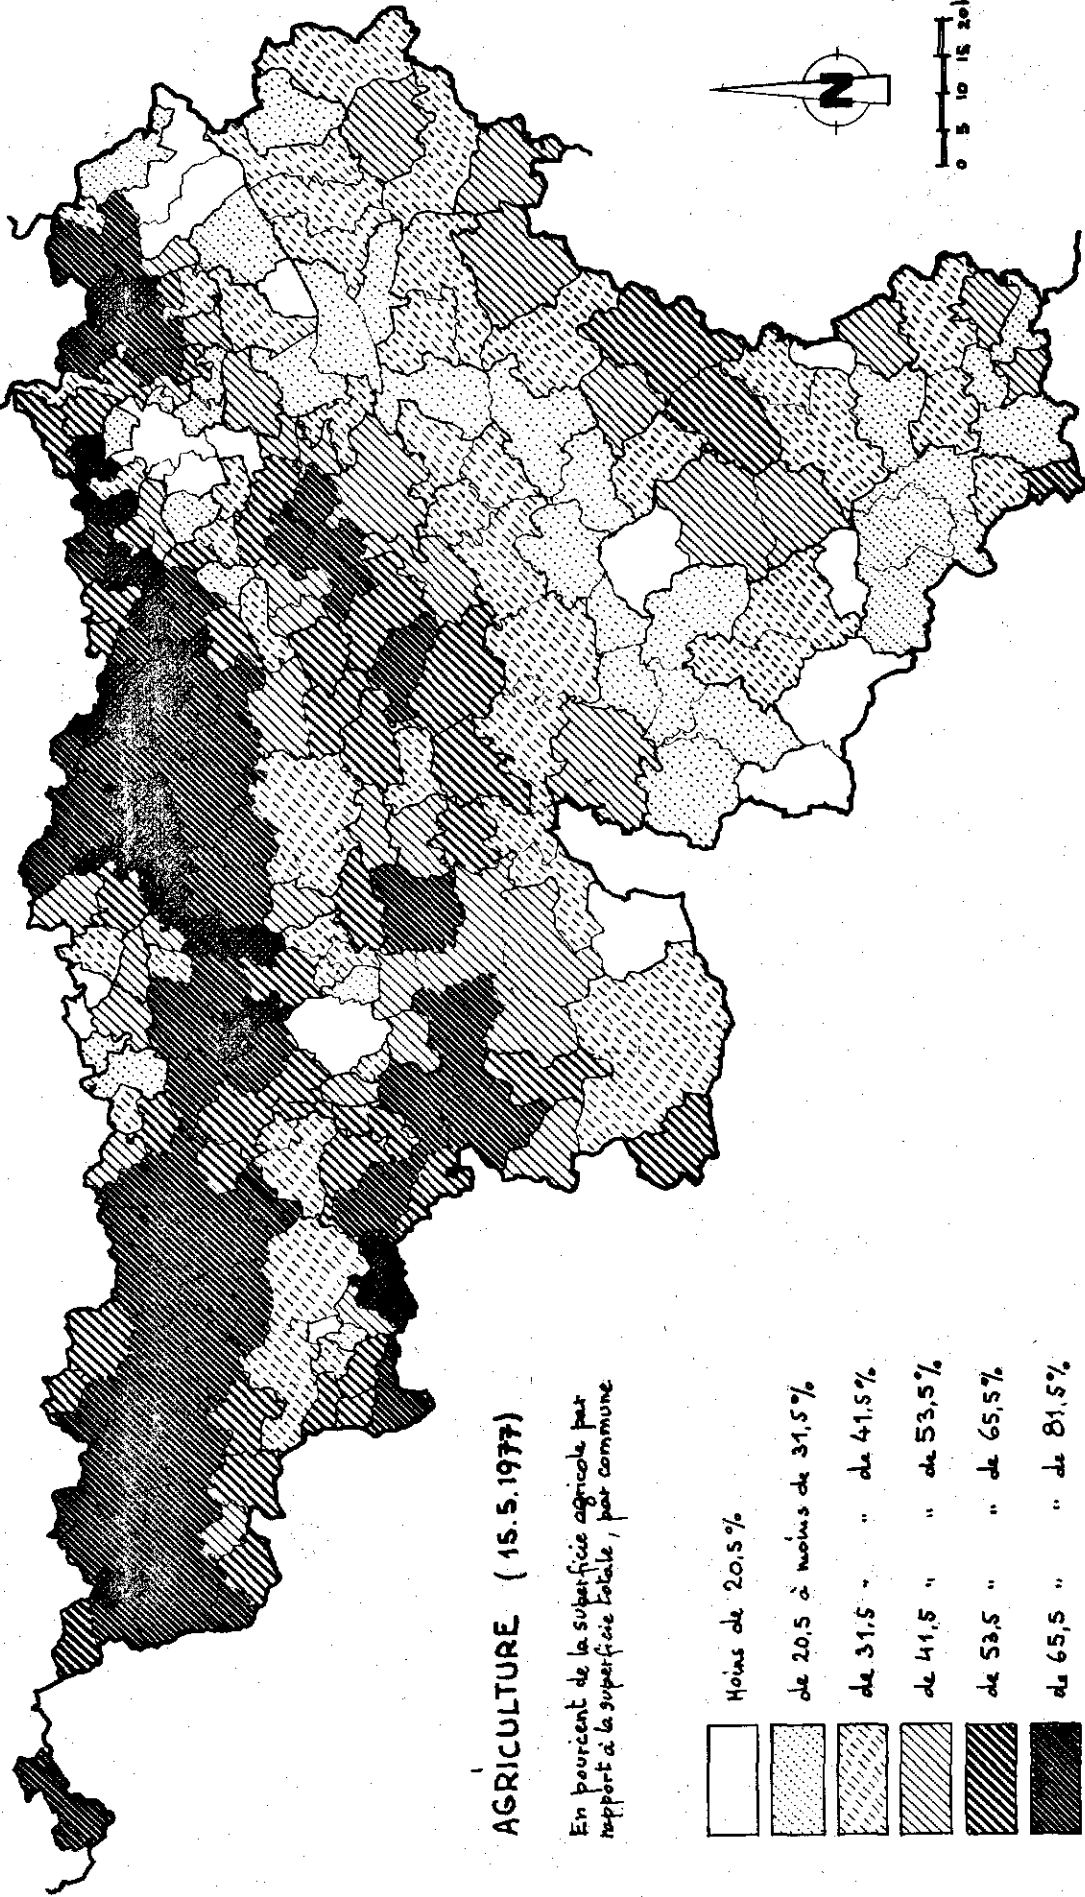 AGRICULTURE (15.5.1977)
En pourcent de la superficie agricole par
rapport à la superficie totale, par commune
Moins de 20,5%
de 20,5 à moins de 31,5%
de 31,5 " " de 41,5%
de 41,5 " " de 53,5%
de 53,5 " " de 65,5%
de 65,5 " " de 81,5%
N
0 5 10 15 20